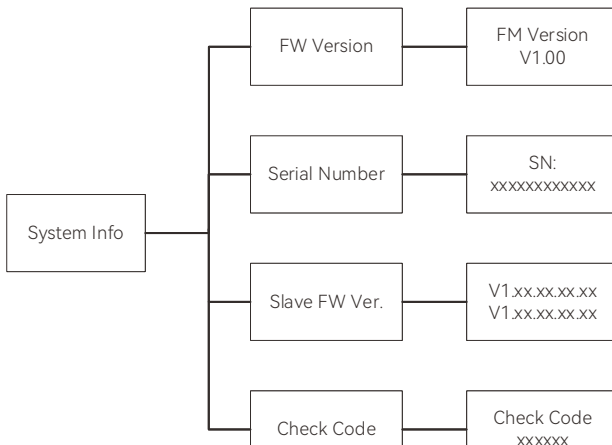 FW Version
FM Version
V1.00
Serial Number
SN:
xxxxxxxxxxxx
System Info
Slave FW Ver.
V1.xx.xx.xx.xx
V1.xx.xx.xx.xx
Check Code
Check Code
xxxxxx